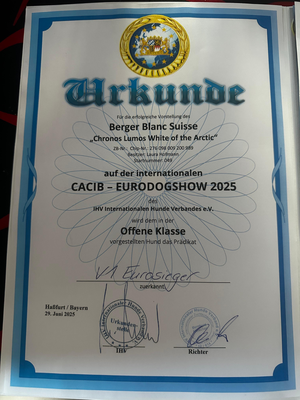 Urkunde
Für die erfolgreiche Vorstellung des
Berger Blanc Suisse
„Chronos Lumos White of the Arctic“
auf der internationalen
CACIB – EURODOGSHOW 2025
des
IHV Internationalen Hunde Verbandes e.V.
wird dem in der
Offene Klasse
vorgestellten Hund das Prädikat
V1 Eurosieger
zuerkannt.
Haßfurt / Bayern
29. Juni 2025
Urkunden-
stelle
IHV
Richter